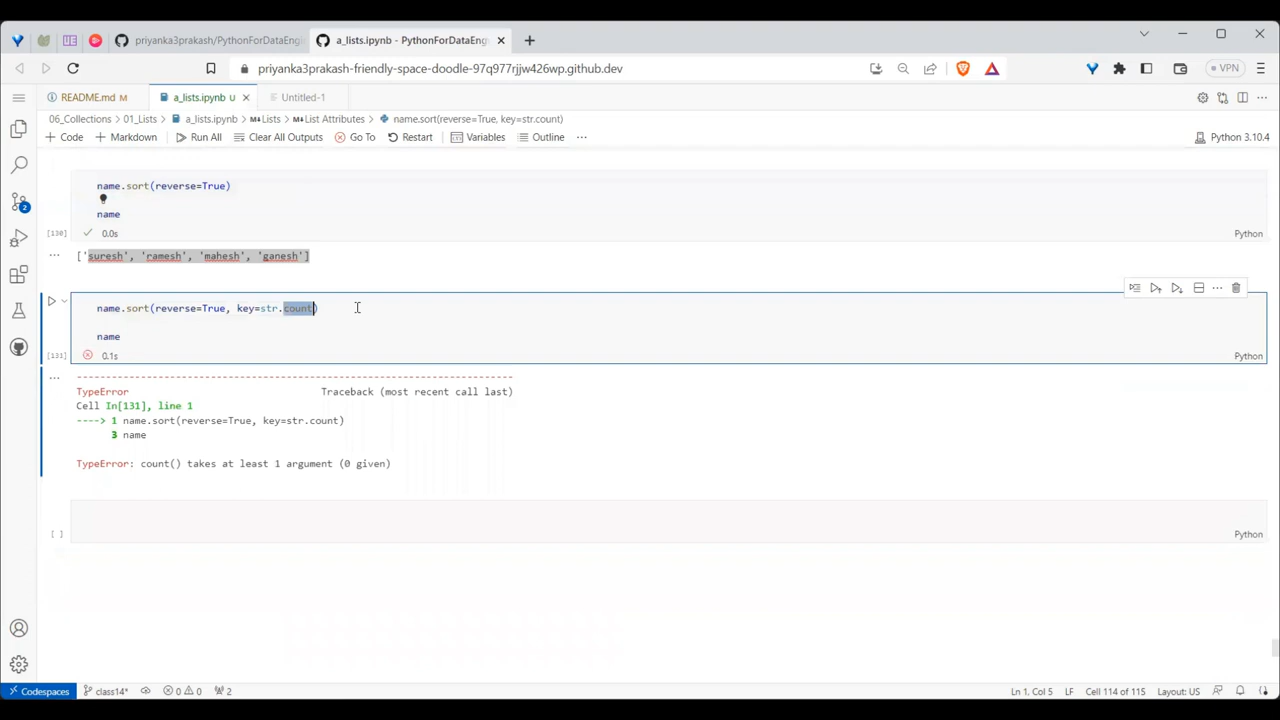 priyanka3prakash/PythonForDataEngi
a_lists.ipynb - PythonForDataEng
priyanka3prakash-friendly-space-doodle-97q977rjjw426wp.github.dev
VPN
README.md M
a_lists.ipynb U
Untitled-1
06_Collections > 01_Lists > a_lists.ipynb > M↓Lists > M↓List Attributes > name.sort(reverse=True, key=str.count)
+ Code + Markdown Run All Clear All Outputs Go To Restart Variables Outline ...
Python 3.10.4
name.sort(reverse=True)
name
[130] 0.0s
Python
... ['suresh', 'ramesh', 'mahesh', 'ganesh']
name.sort(reverse=True, key=str.count)
name
[131] 0.1s
Python
... ---------------------------------------------------------------------------
TypeError Traceback (most recent call last)
Cell In[131], line 1
----> 1 name.sort(reverse=True, key=str.count)
3 name
TypeError: count() takes at least 1 argument (0 given)
[ ]
Python
2
Codespaces class14* 0 0 2
Ln 1, Col 5 LF Cell 114 of 115 Layout: US